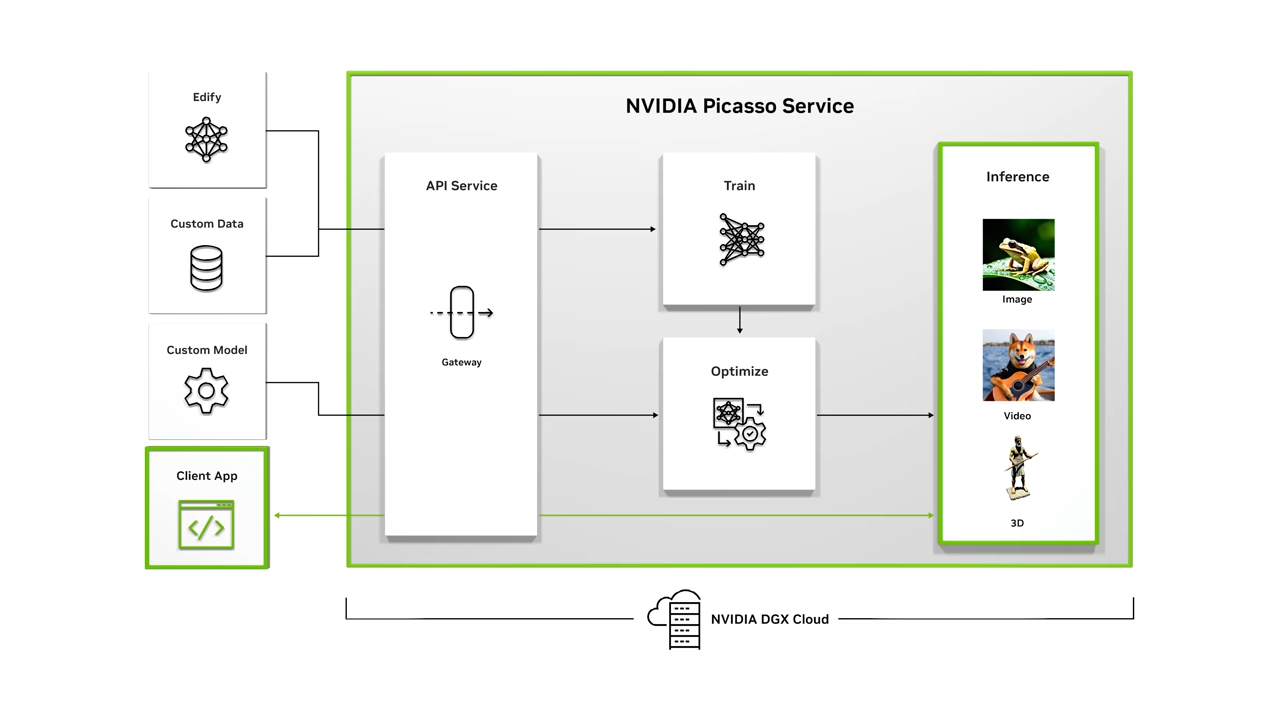 Edify
Custom Data
Custom Model
Client App
</>
NVIDIA Picasso Service
API Service
Gateway
Train
Optimize
Inference
Image
Video
3D
NVIDIA DGX Cloud